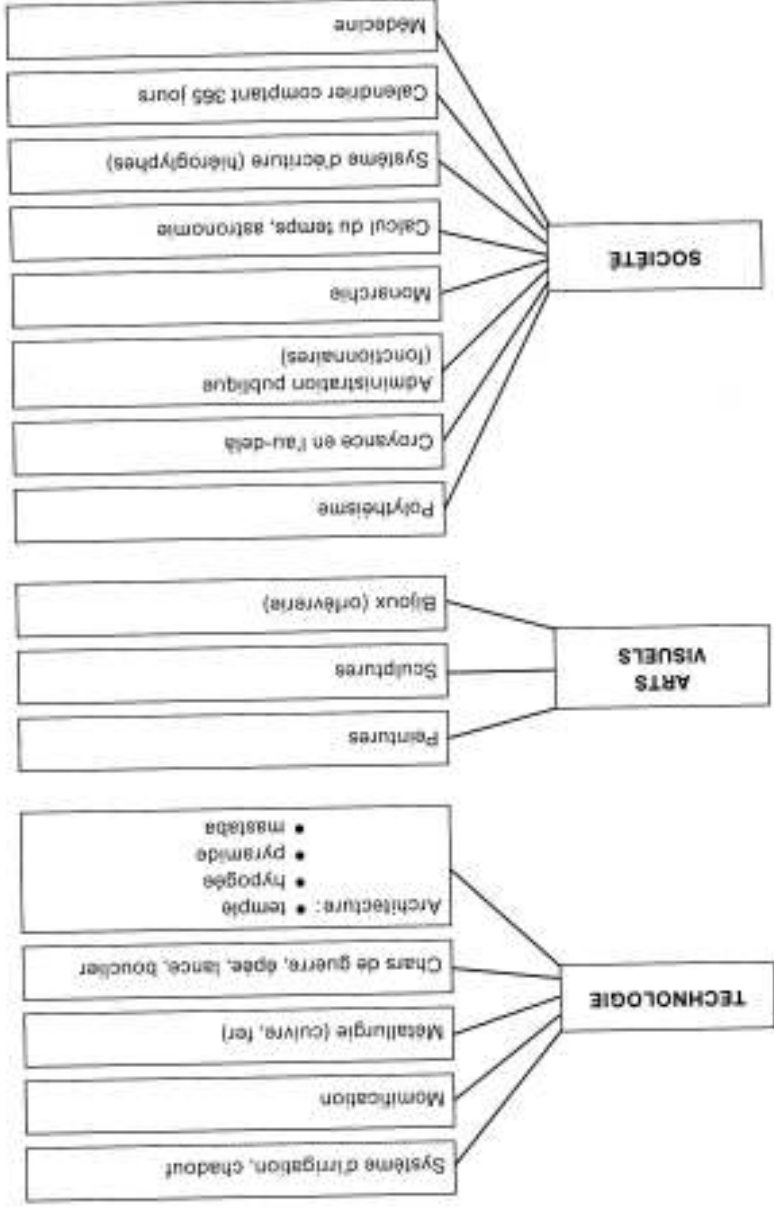 TECHNOLOGIE
Système d'irrigation, chadouf
Momification
Métallurgie (cuivre, fer)
Chars de guerre, épée, lance, bouclier
Architecture: • temple
• hypogée
• pyramide
• mastaba
ARTS
VISUELS
Peintures
Sculptures
Bijoux (orfèvrerie)
SOCIÉTÉ
Polythéisme
Croyance en l'au-delà
Administration publique
(fonctionnaires)
Monarchie
Calcul du temps, astronomie
Système d'écriture (hiéroglyphes)
Calendrier comptant 365 jours
Médecine